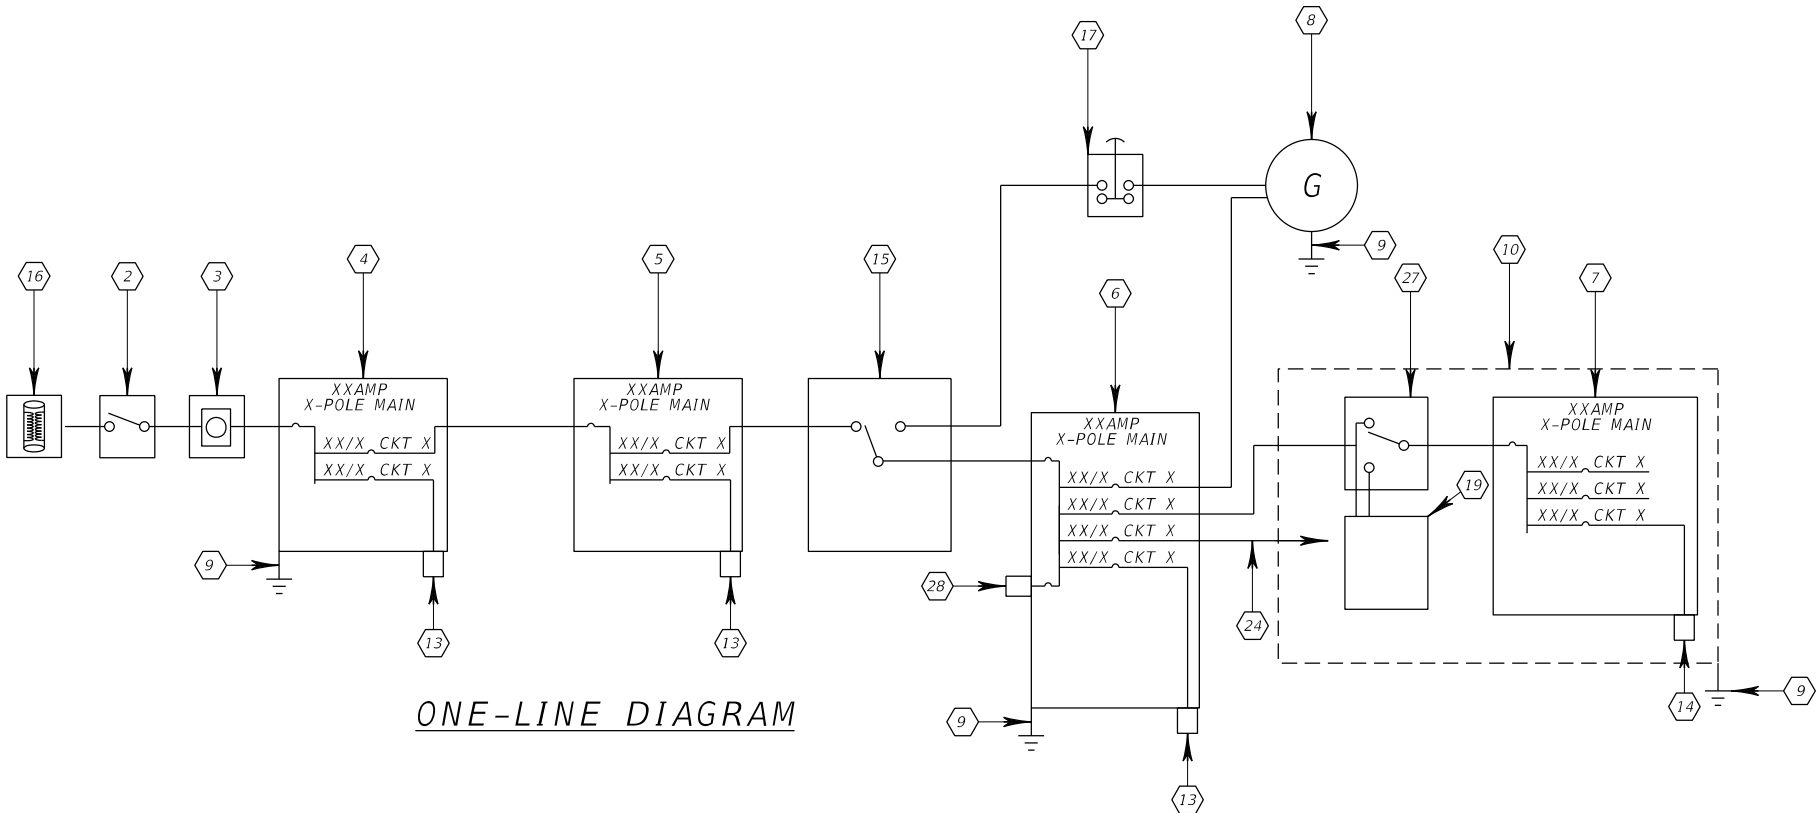 8
17
9
10
4
5
15
16
2
3
27
7
6
G
XXAMP
X-POLE MAIN
XX/X CKT X
XX/X CKT X
XXAMP
X-POLE MAIN
XX/X CKT X
XX/X CKT X
XXAMP
X-POLE MAIN
XX/X CKT X
XX/X CKT X
XX/X CKT X
XX/X CKT X
XXAMP
X-POLE MAIN
XX/X CKT X
XX/X CKT X
XX/X CKT X
19
9
28
24
13
13
9
14
9
13
ONE-LINE DIAGRAM